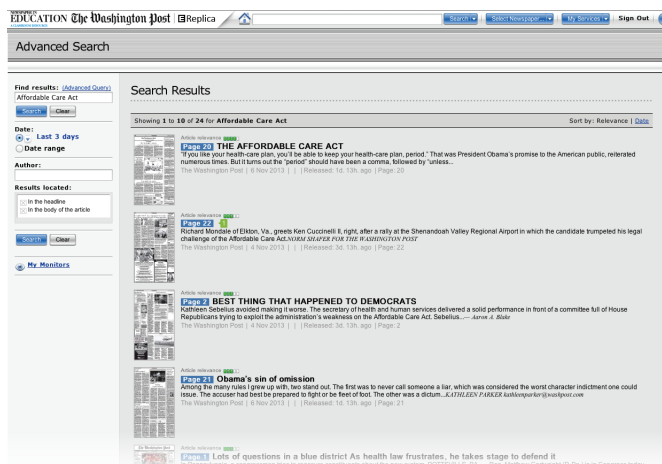 NEWSPAPERS IN
EDUCATION The Washington Post Replica
Search Select Newspaper... My Services Sign Out
Advanced Search
Find results: (Advanced Query)
Affordable Care Act
Search Clear
Date:
Last 3 days
Date range
Author:
Results located:
In the headline
In the body of the article
Search Clear
My Monitors
Search Results
Showing 1 to 10 of 24 for Affordable Care Act Sort by: Relevance | Date
Article relevance
Page 20 THE AFFORDABLE CARE ACT
"If you like your health-care plan, you'll be able to keep your health-care plan, period." That was President Obama's promise to the American public, reiterated
numerous times. But it turns out the "period" should have been a comma, followed by "unless...
The Washington Post | 6 Nov 2013 | | |Released: 1d. 13h. ago |Page: 20
Article relevance
Page 22
Richard Mondale of Elkton, Va., greets Ken Cuccinelli II, right, after a rally at the Shenandoah Valley Regional Airport in which the candidate trumpeted his legal
challenge of the Affordable Care Act.NORM SHAFER FOR THE WASHINGTON POST
The Washington Post | 4 Nov 2013 | | |Released: 3d. 13h. ago |Page: 22
Article relevance
Page 2 BEST THING THAT HAPPENED TO DEMOCRATS
Kathleen Sebelius avoided making it worse. The secretary of health and human services delivered a solid performance in front of a committee full of House
Republicans trying to exploit the administration's weakness on the Affordable Care Act. Sebelius...— Aaron A. Blake
The Washington Post | 4 Nov 2013 | | |Released: 3d. 13h. ago |Page: 2
Article relevance
Page 21 Obama's sin of omission
Among the many rules I grew up with, two stand out. The first was to never call someone a liar, which was considered the worst character indictment one could
issue. The accuser had best be prepared to fight or be fleet of foot. The other was a dictum...KATHLEEN PARKER kathleenparker@washpost.com
The Washington Post | 6 Nov 2013 | | |Released: 1d. 13h. ago |Page: 21
Article relevance
Page 1 Lots of questions in a blue district As health law frustrates, he takes stage to defend it